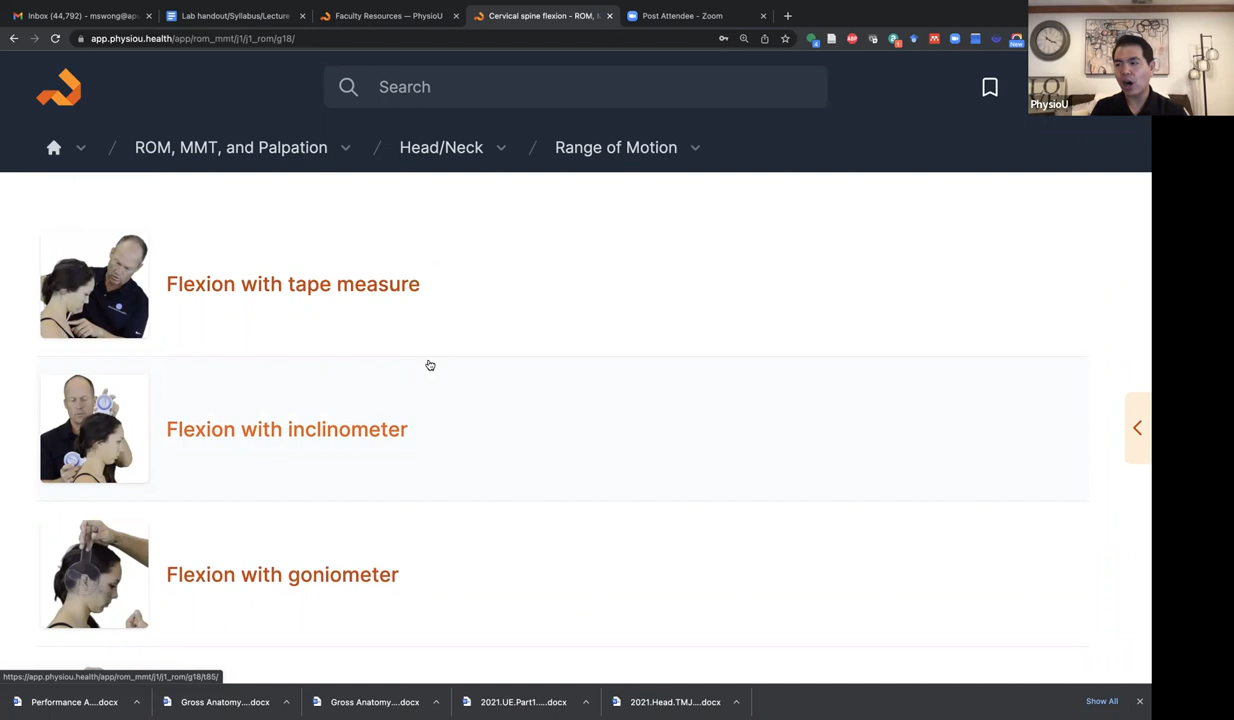 Inbox (44,792) - mswong@ap
Lab handout/Syllabus/Lecture
Faculty Resources — PhysioU
Cervical spine flexion - ROM, M
Post Attendee - Zoom
app.physiou.health/app/rom_mmt/j1/j1_rom/g18/
New
Search
PhysioU
/ ROM, MMT, and Palpation / Head/Neck / Range of Motion
Flexion with tape measure
Flexion with inclinometer
Flexion with goniometer
https://app.physiou.health/app/rom_mmt/j1/j1_rom/g18/t85/
Performance A....docx
Gross Anatomy....docx
Gross Anatomy....docx
2021.UE.Part1.....docx
2021.Head.TMJ....docx
Show All